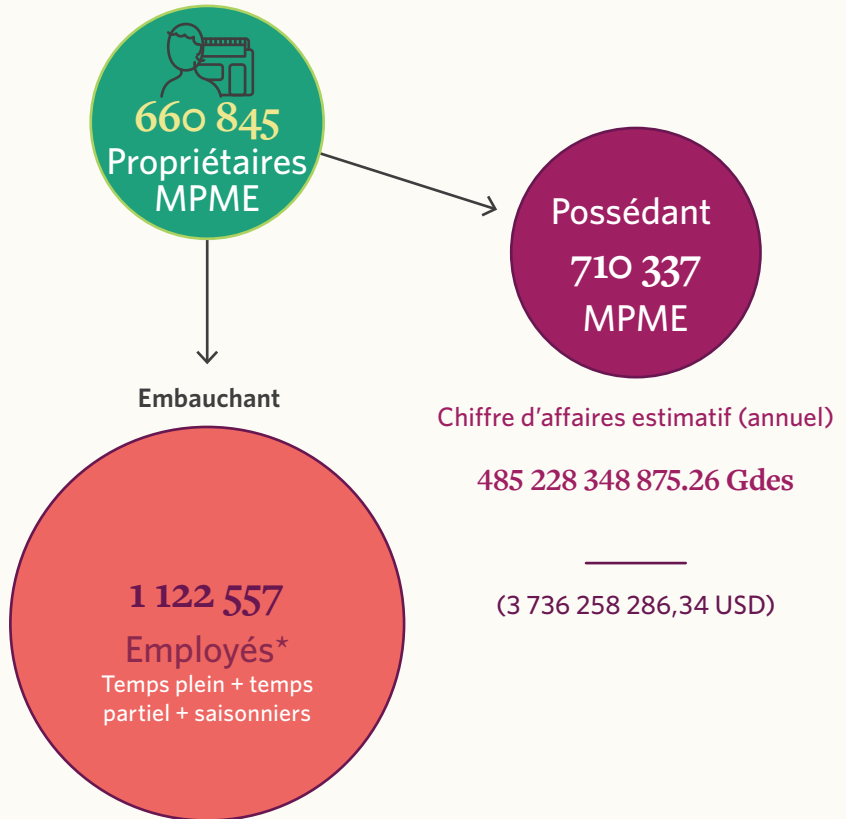 660 845
Propriétaires
MPME
Possédant
710 337
MPME
Embauchant
Chiffre d'affaires estimatif (annuel)
485 228 348 875.26 Gdes
(3 736 258 286,34 USD)
1 122 557
Employés*
Temps plein + temps
partiel + saisonniers